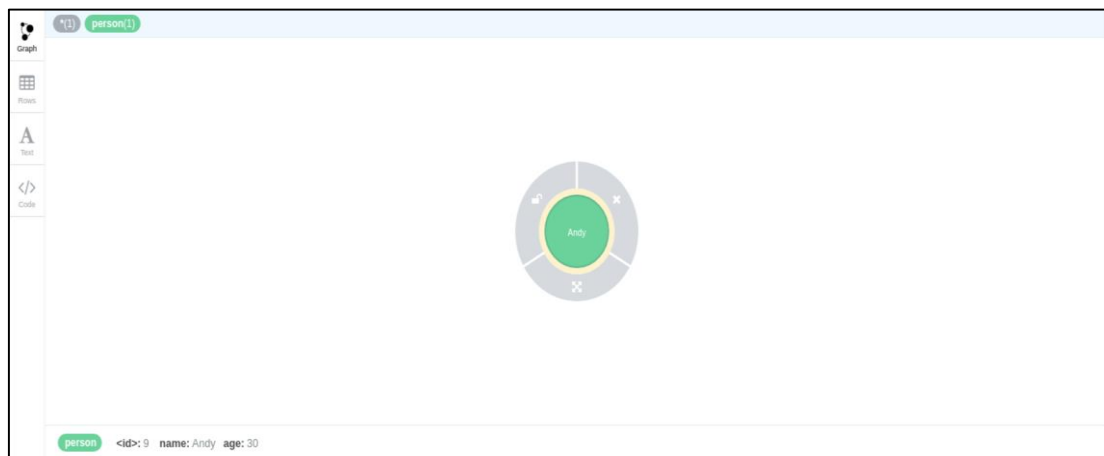 *(1) person(1)
Graph
Rows
A
Text
</>
Code
Andy
person <id>: 9 name: Andy age: 30